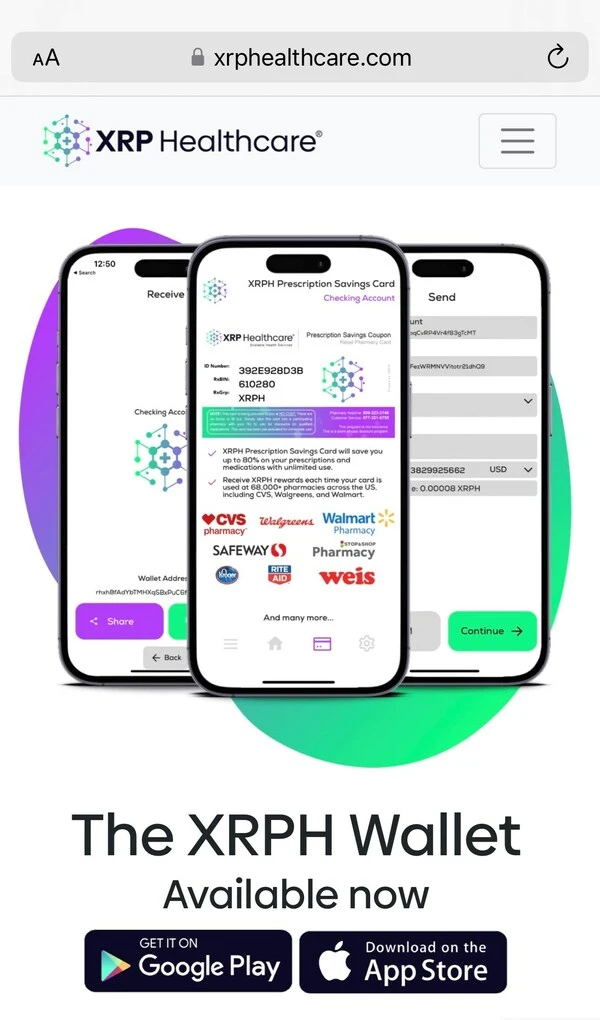 AA
xrphealthcare.com
XRP Healthcare®
12:50
Search
Receive
Checking Acco
Wallet Addres
Share
Back
XRPH Prescription Savings Card
Checking Account
XRP Healthcare®
Prescription Savings Coupon
ID Number: 392E928D3B
RxBIN: 610280
RxGrp: XRPH
XRPH Prescription Savings Card will save you
up to 80% on your prescriptions and
medications with unlimited use.
Receive XRPH rewards each time your card is
used at 68,000+ pharmacies across the US,
including CVS, Walgreens, and Walmart.
CVS pharmacy
Walgreens
Walmart Pharmacy
SAFEWAY
STOP&SHOP Pharmacy
Kroger
RITE AID
weis
And many more...
Send
unt
3829925662 USD
e: 0.00008 XRPH
Continue
The XRPH Wallet
Available now
GET IT ON
Google Play
Download on the
App Store